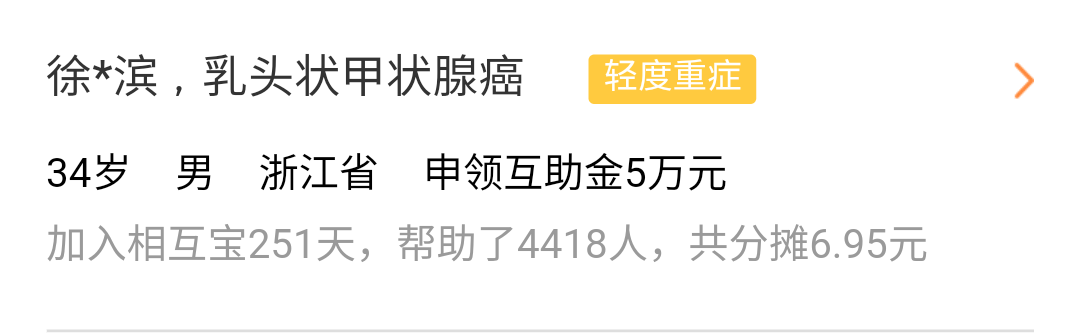 徐*滨，乳头状甲状腺癌 轻度重症
34岁 男 浙江省 申领互助金5万元
加入相互宝251天，帮助了4418人，共分摊6.95元